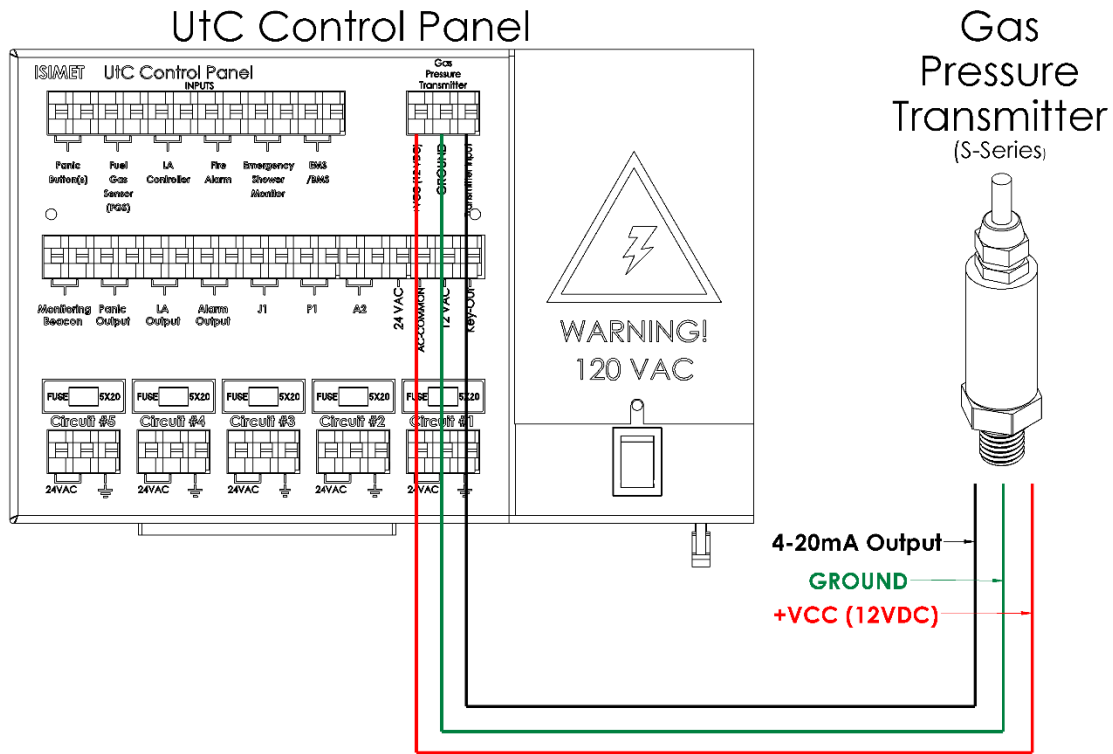 UtC Control Panel
Gas
Pressure
Transmitter
(S-Series)
ISIMET UtC Control Panel
INPUTS
Gas
Pressure
Transmitter
Panic
Button(s)
Fuel
Gas
Sensor
(FGS)
LA
Controller
Fire
Alarm
Emergency
Shower
Monitor
EMS
/BMS
+VCC (12 VDC)
GROUND
Transmitter Input
Monitoring
Beacon
Panic
Output
LA
Output
Alarm
Output
J1
P1
A2
24 VAC
AC-COMMON
12 VAC
Key-Out
WARNING!
120 VAC
FUSE 5X20
FUSE 5X20
FUSE 5X20
FUSE 5X20
FUSE 5X20
Circuit #5
Circuit #4
Circuit #3
Circuit #2
Circuit #1
24VAC
24VAC
24VAC
24VAC
24VAC
4-20mA Output
GROUND
+VCC (12VDC)